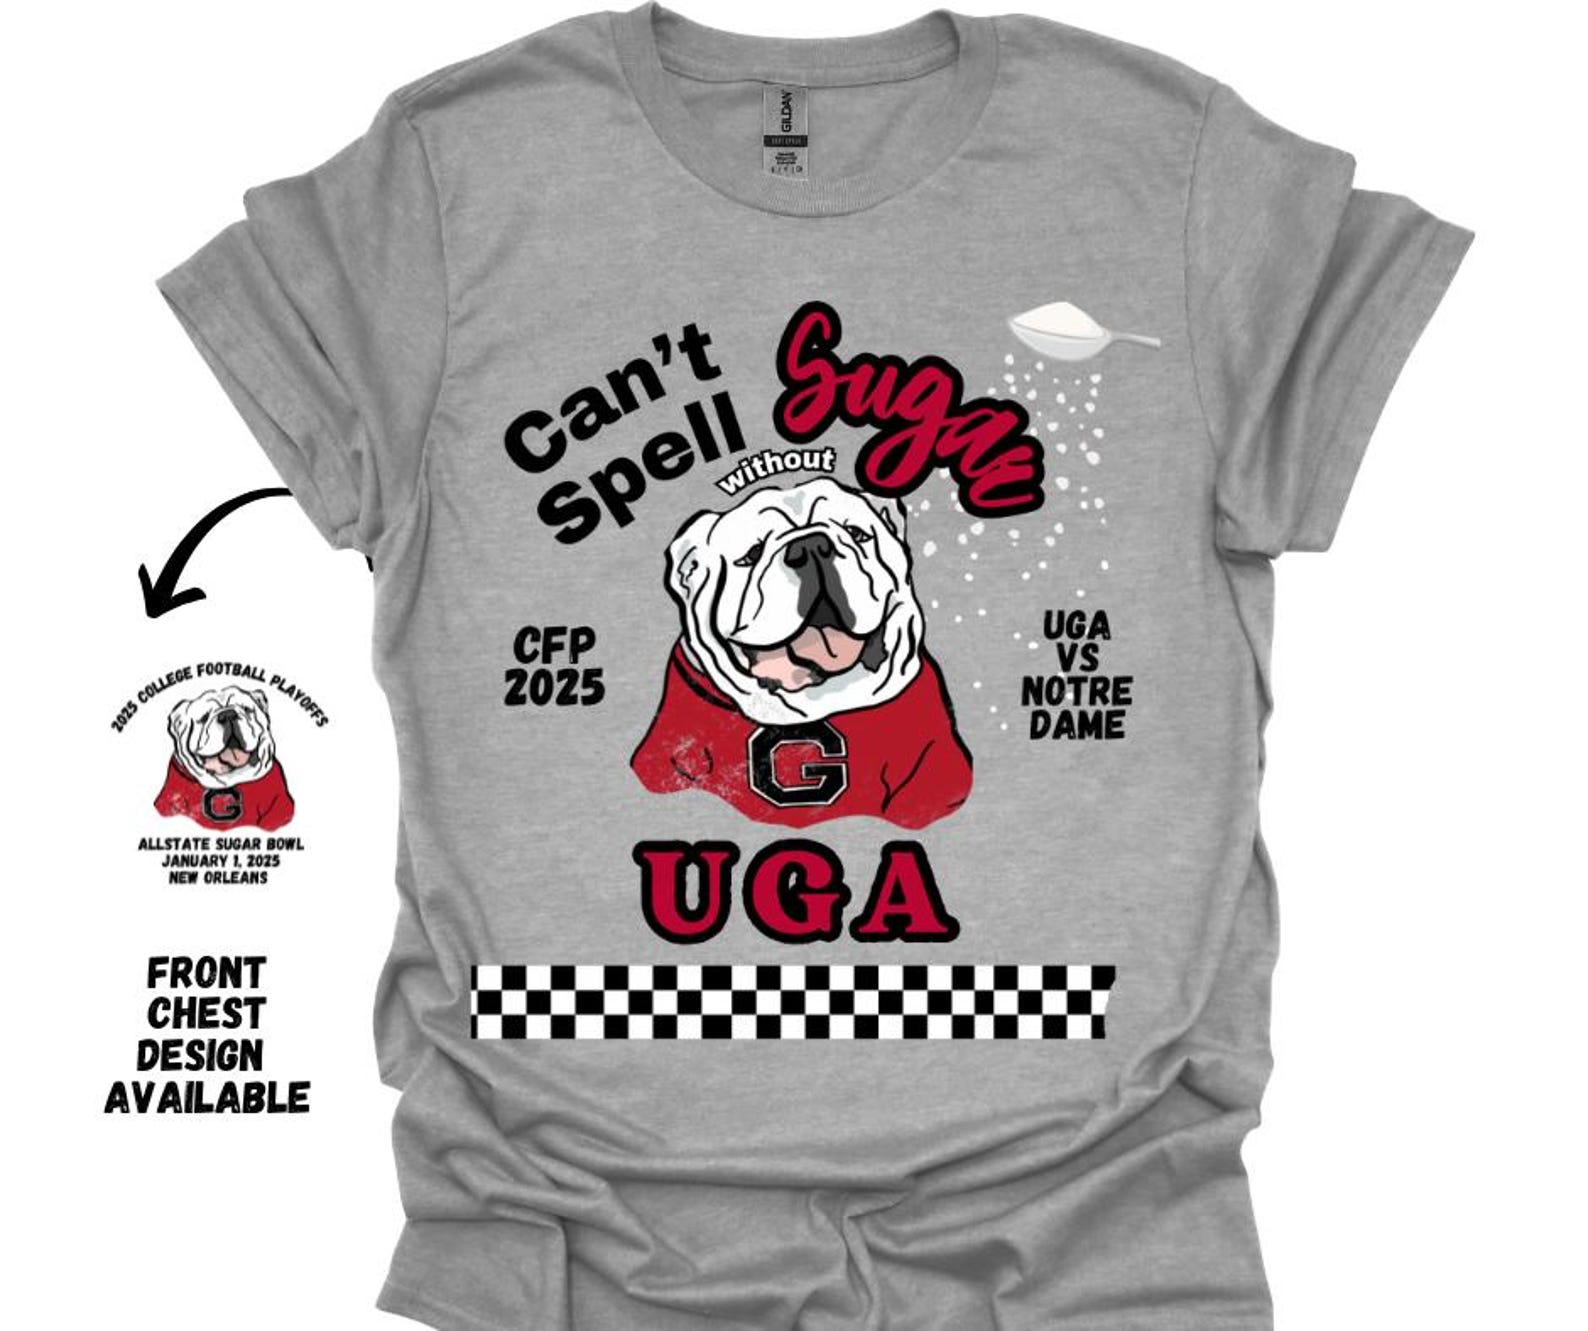 GILDAN
Can't
Spell
without
Sugar
CFP
2025
UGA
VS
NOTRE
DAME
G
UGA
2025 COLLEGE FOOTBALL PLAYOFFS
G
ALLSTATE SUGAR BOWL
JANUARY 1, 2025
NEW ORLEANS
FRONT
CHEST
DESIGN
AVAILABLE